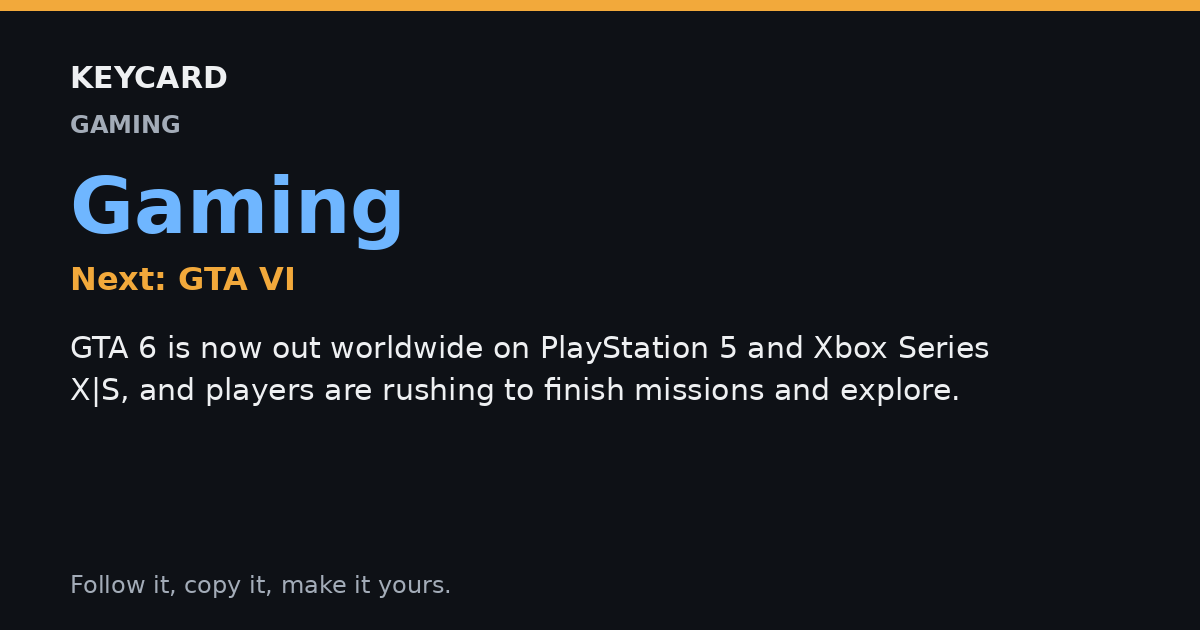 KEYCARD
GAMING
Gaming
Next: GTA VI
GTA 6 is now out worldwide on PlayStation 5 and Xbox Series
X|S, and players are rushing to finish missions and explore.
Follow it, copy it, make it yours.